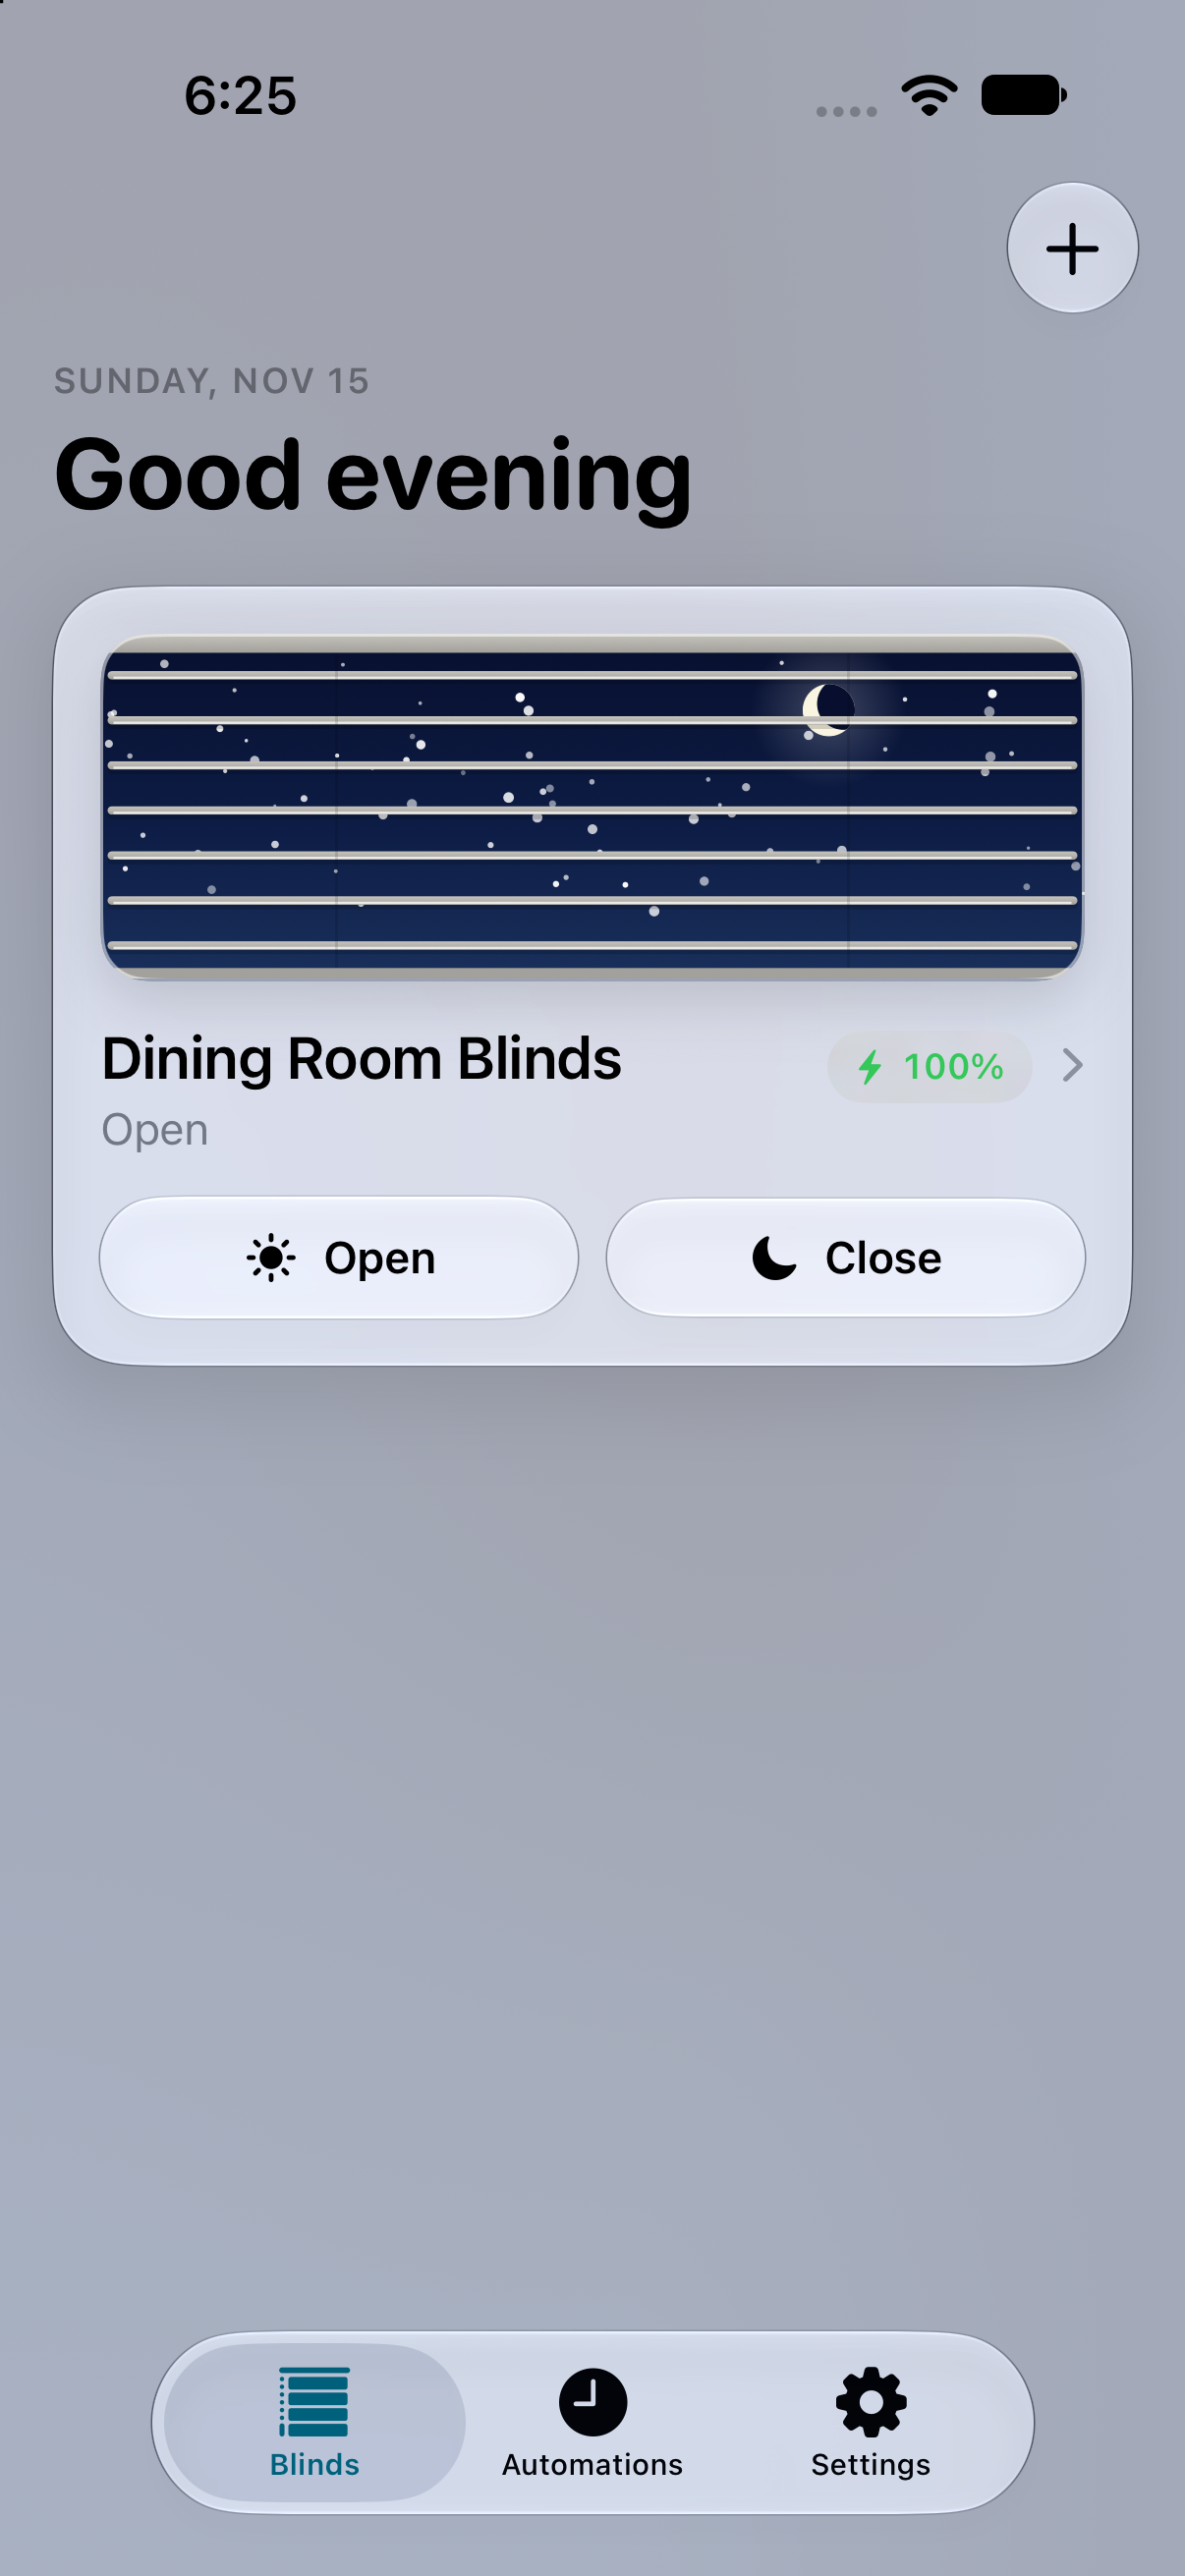 6:25
SUNDAY, NOV 15
Good evening
Dining Room Blinds
100%
Open
Open
Close
Blinds
Automations
Settings